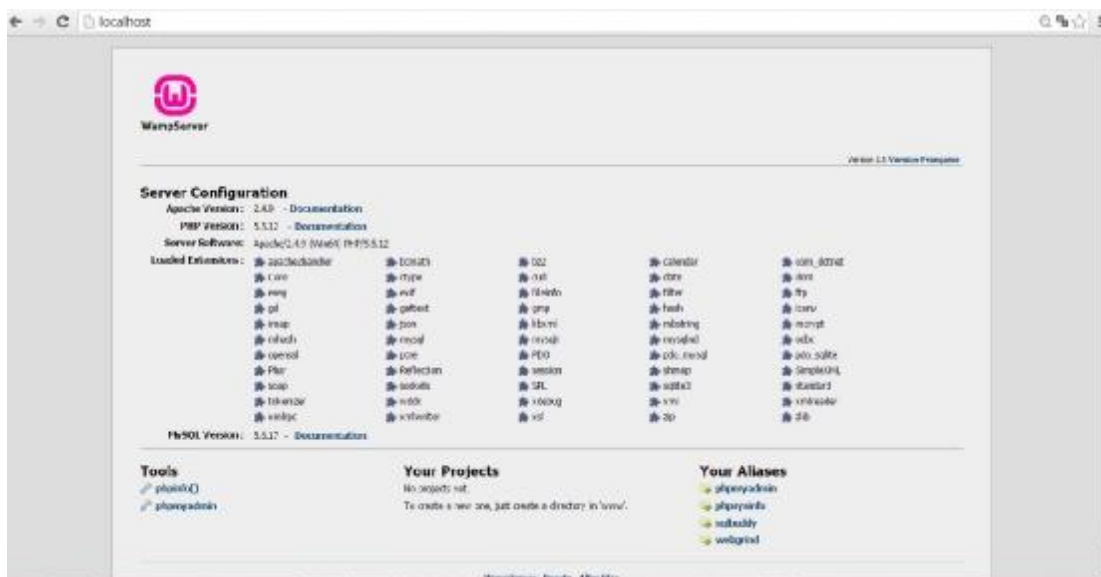 localhost
WampServer
Version Française
Server Configuration
Apache Version : 2.4.9 - Documentation
PHP Version : 5.5.12 - Documentation
Server Software: Apache/2.4.9 (Win64) PHP/5.5.12
Loaded Extensions : apache2handler bcmath bz2 calendar com_dotnet
Core ctype curl date dom
ereg exif fileinfo filter ftp
gd gettext gmp hash iconv
imap json libxml mbstring mcrypt
mhash mysql mysqli mysqlnd odbc
openssl pcre PDO pdo_mysql pdo_sqlite
Phar Reflection session shmop SimpleXML
soap sockets SPL sqlite3 standard
tokenizer wddx xdebug xml xmlreader
xmlrpc xmlwriter xsl zip zlib
MySQL Version : 5.6.17 - Documentation
Tools
phpinfo()
phpmyadmin
Your Projects
No projects yet.
To create a new one, just create a directory in 'www'.
Your Aliases
phpmyadmin
phpsysinfo
sqlbuddy
webgrind